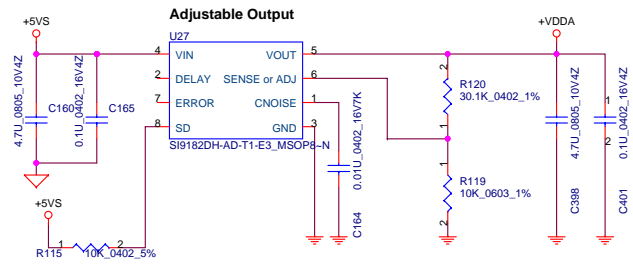 Adjustable Output
+5VS
+VDDA
U27
4
VIN
VOUT
5
2
DELAY
SENSE or ADJ
6
7
ERROR
CNOISE
1
8
SD
GND
3
SI9182DH-AD-T1-E3_MSOP8~N
C160
4.7U_0805_10V4Z
C165
0.1U_0402_16V4Z
C164
0.01U_0402_16V7K
2
R120
30.1K_0402_1%
1
1
R119
10K_0603_1%
2
C398
4.7U_0805_10V4Z
1
2
C401
0.1U_0402_16V4Z
+5VS
R115
1
2
10K_0402_5%